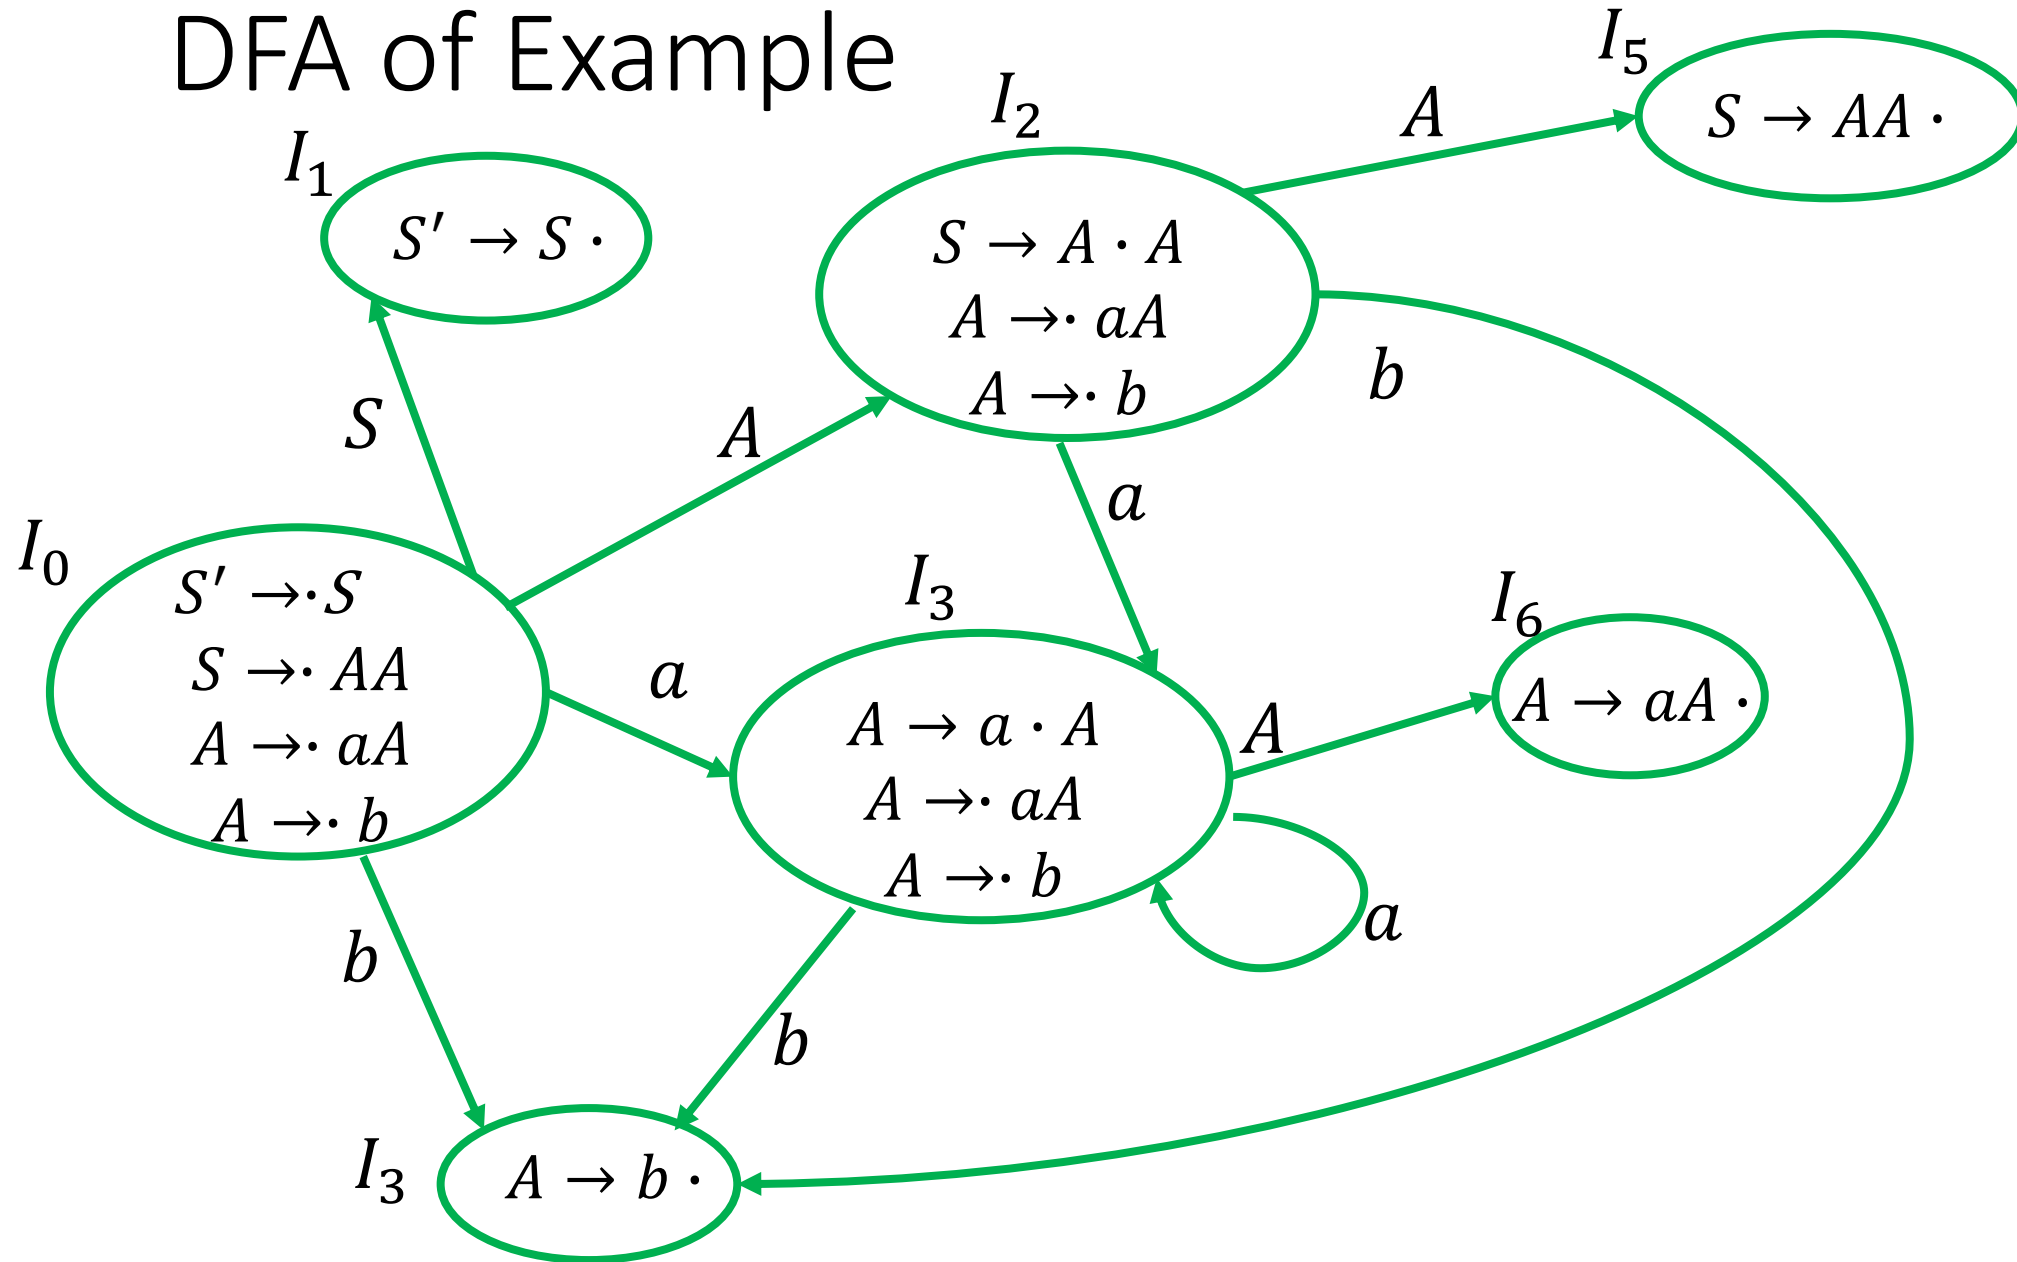 DFA of Example
I₅
S → AA ·
I₂
A
I₁
S′ → S ·
S → A · A
A →· aA
A →· b
b
S
A
a
I₀
S′ →· S
S →· AA
A →· aA
A →· b
a
I₃
A → a · A
A →· aA
A →· b
A
I₆
A → aA ·
a
b
b
I₃
A → b ·